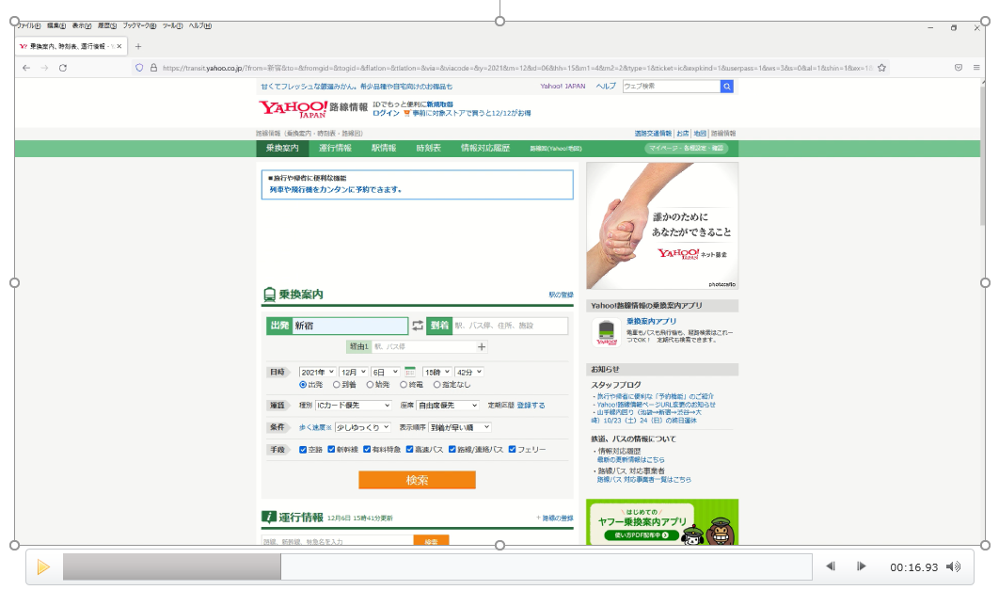 ファイル(F) 編集(E) 表示(V) 履歴(S) ブックマーク(B) ツール(T) ヘルプ(H)
乗換案内、時刻表、運行情報 - Y
https://transit.yahoo.co.jp/?from=新宿&to=&fromgid=&togid=&flatlon=&tlatlon=&via=&viacode=&y=2021&m=12&d=06&hh=15&m1=4&m2=2&type=1&ticket=ic&expkind=1&userpass=1&ws=3&s=0&al=1&shin=1&ex=1&
甘くてフレッシュな厳選みかん。希少品種や自宅向けのお得品も
Yahoo! JAPAN ヘルプ ウェブ検索
YAHOO! JAPAN 路線情報
IDでもっと便利に新規取得
ログイン 事前に対象ストアで買うと12/12がお得
路線情報（乗換案内・時刻表・路線図）
道路交通情報 お店 地図 路線情報
乗換案内 運行情報 駅情報 時刻表 情報対応履歴 路線図(Yahoo!地図) マイページ・各種設定・確認
■旅行や帰省に便利な機能
列車や飛行機をカンタンに予約できます。
誰かのために
あなたができること
YAHOO! JAPAN ネット募金
photo:aflo
乗換案内
駅の登録
出発 新宿 到着 駅、バス停、住所、施設
経由1 駅、バス停 +
日時 2021年 12月 6日 15時 42分
出発 到着 始発 終電 指定なし
運賃 種別 ICカード優先 座席 自由席優先 定期区間 登録する
条件 歩く速度※ 少しゆっくり 表示順序 到着が早い順
手段 空路 新幹線 有料特急 高速バス 路線/連絡バス フェリー
検索
運行情報 12月6日 15時41分更新
+ 路線の登録
路線、新幹線、特急名を入力 検索
Yahoo!路線情報の乗換案内アプリ
乗換案内アプリ
電車もバスも飛行機も、経路検索はこれ一
つでOK！ 定期代も検索できます。
お知らせ
スタッフブログ
・旅行や帰省に便利な「予約機能」のご紹介
・Yahoo!路線情報ページURL変更のお知らせ
・山手線内回り（池袋→新宿→渋谷→大
崎）10/23（土）24（日）の終日運休
鉄道、バスの情報について
・情報対応履歴
最新の更新情報はこちら
・路線バス 対応事業者
路線バス 対応事業者一覧はこちら
はじめての
ヤフー乗換案内アプリ
使い方PDF配布中
00:16.93